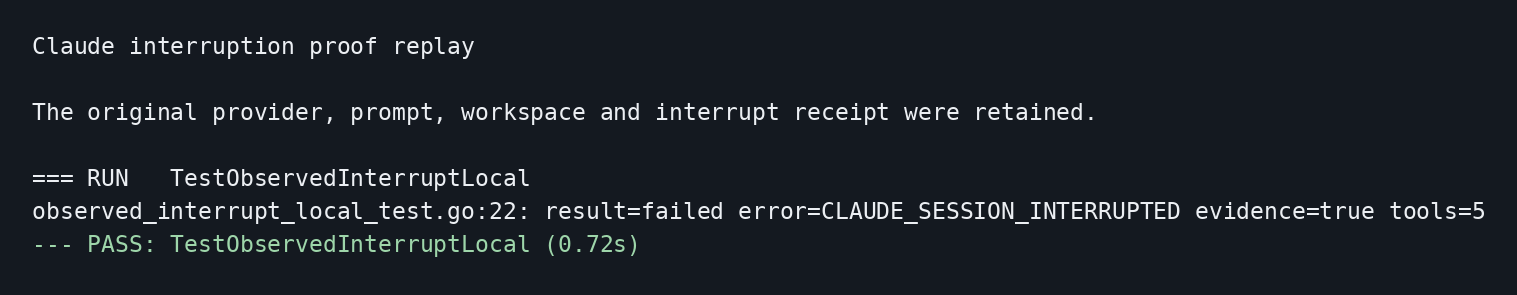 Claude interruption proof replay
The original provider, prompt, workspace and interrupt receipt were retained.
=== RUN   TestObservedInterruptLocal
observed_interrupt_local_test.go:22: result=failed error=CLAUDE_SESSION_INTERRUPTED evidence=true tools=5
--- PASS: TestObservedInterruptLocal (0.72s)